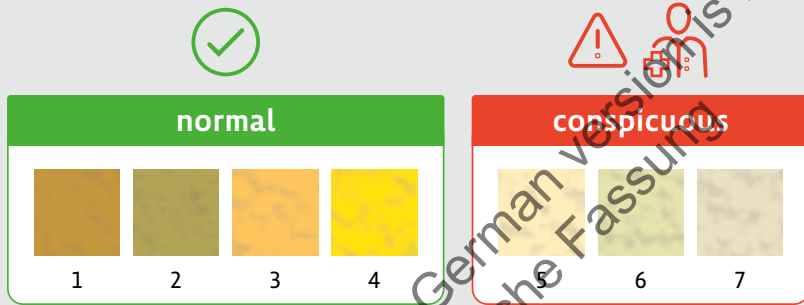 normal
conspicuous
1 2 3 4 5 6 7
German version is
che Fassung